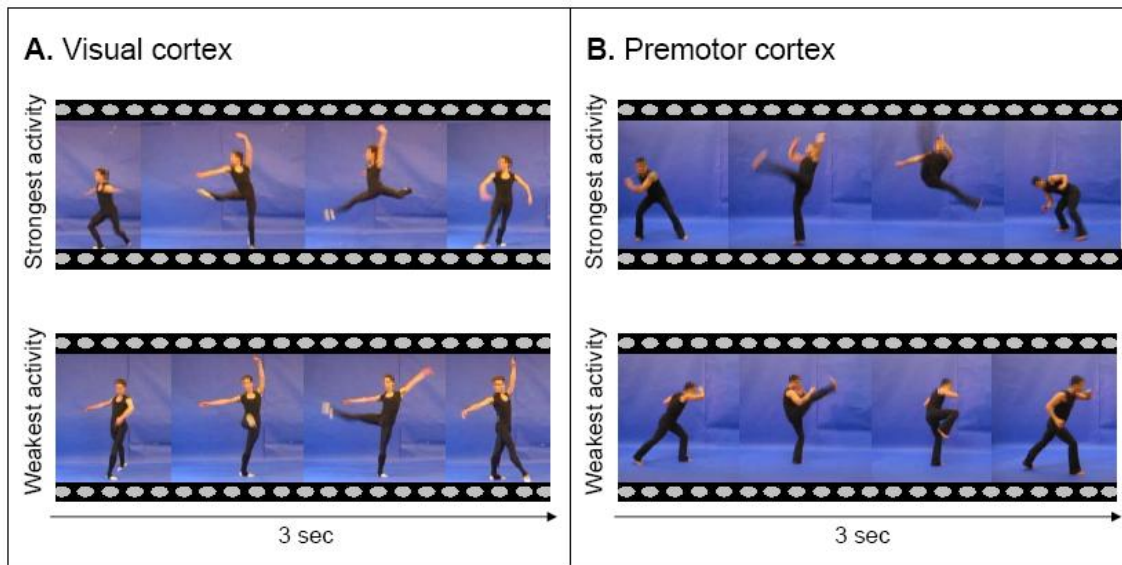 A. Visual cortex
Strongest activity
Weakest activity
3 sec
B. Premotor cortex
Strongest activity
Weakest activity
3 sec